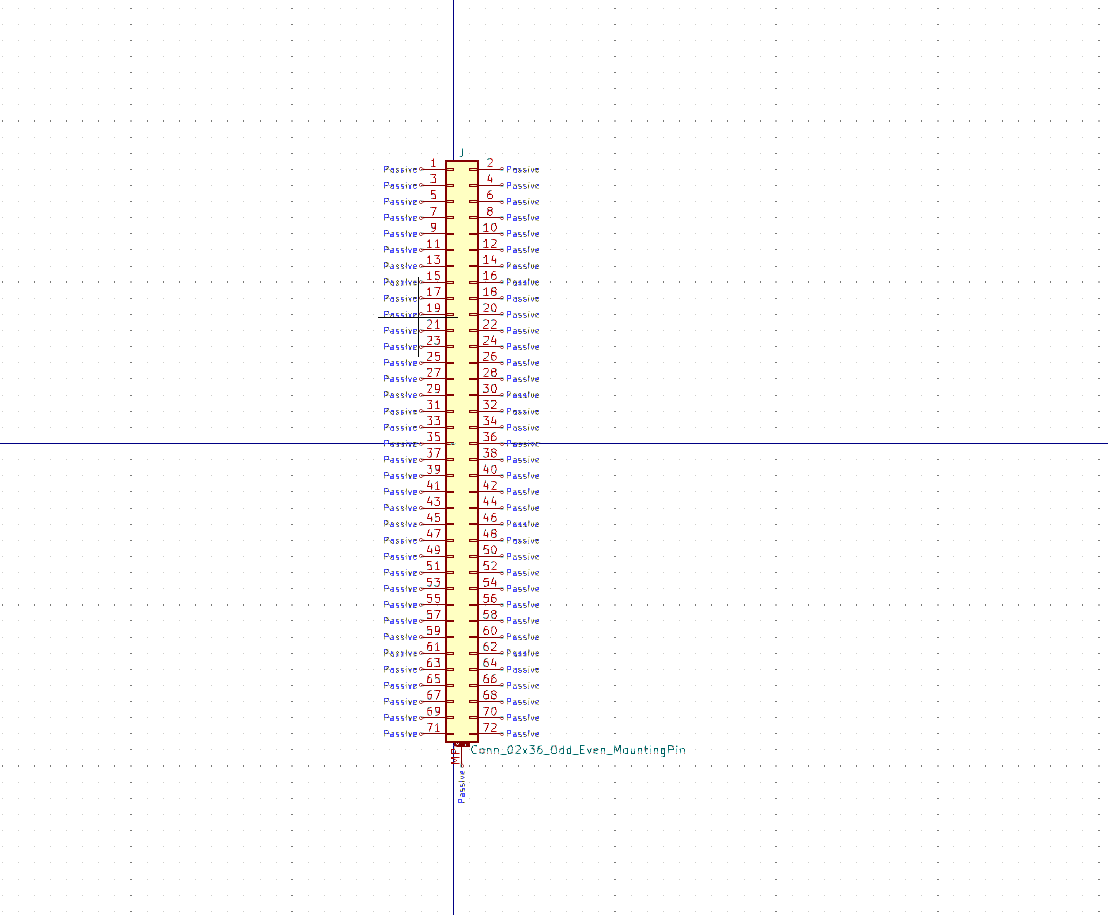 J
Passive 1 2 Passive
Passive 3 4 Passive
Passive 5 6 Passive
Passive 7 8 Passive
Passive 9 10 Passive
Passive 11 12 Passive
Passive 13 14 Passive
Passive 15 16 Passive
Passive 17 18 Passive
Passive 19 20 Passive
Passive 21 22 Passive
Passive 23 24 Passive
Passive 25 26 Passive
Passive 27 28 Passive
Passive 29 30 Passive
Passive 31 32 Passive
Passive 33 34 Passive
Passive 35 36 Passive
Passive 37 38 Passive
Passive 39 40 Passive
Passive 41 42 Passive
Passive 43 44 Passive
Passive 45 46 Passive
Passive 47 48 Passive
Passive 49 50 Passive
Passive 51 52 Passive
Passive 53 54 Passive
Passive 55 56 Passive
Passive 57 58 Passive
Passive 59 60 Passive
Passive 61 62 Passive
Passive 63 64 Passive
Passive 65 66 Passive
Passive 67 68 Passive
Passive 69 70 Passive
Passive 71 72 Passive
Conn_02x36_Odd_Even_MountingPin
MP
Passive